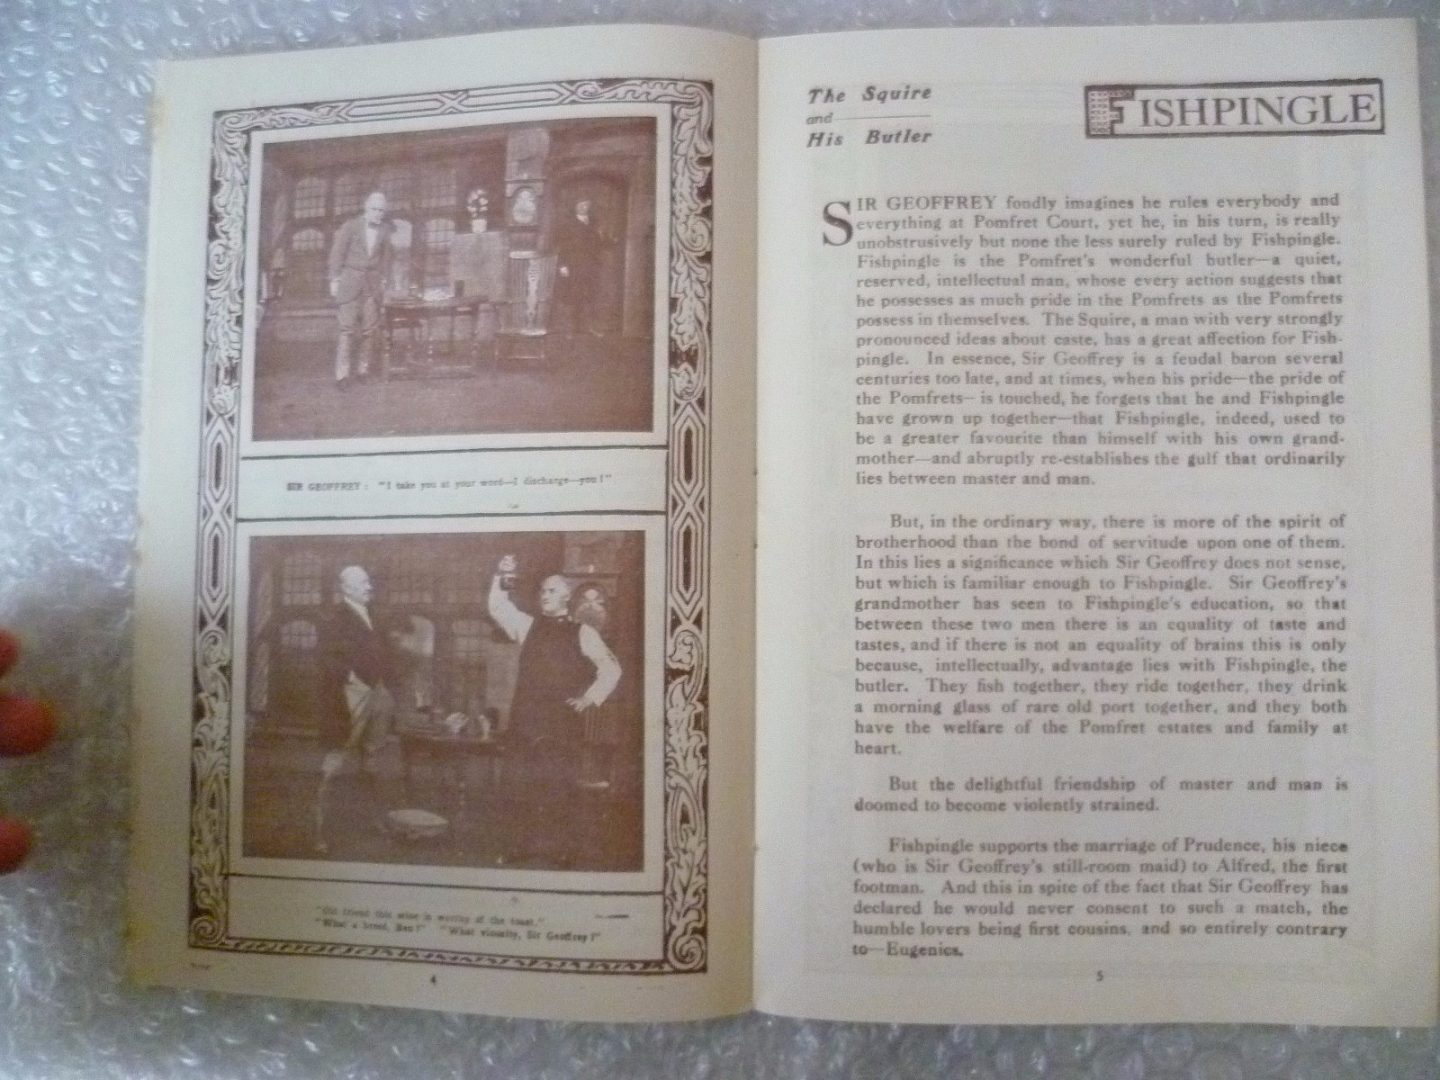 SIR GEOFFREY : "I take you at your word—I discharge—you !"
"Old friend this wine is worthy of the toast."
"What a breed, Ben !" "What vinosity, Sir Geoffrey !"
4
The Squire
and
His Butler
FISHPINGLE
SIR GEOFFREY fondly imagines he rules everybody and
everything at Pomfret Court, yet he, in his turn, is really
unobstrusively but none the less surely ruled by Fishpingle.
Fishpingle is the Pomfret's wonderful butler—a quiet,
reserved, intellectual man, whose every action suggests that
he possesses as much pride in the Pomfrets as the Pomfrets
possess in themselves. The Squire, a man with very strongly
pronounced ideas about caste, has a great affection for Fish-
pingle. In essence, Sir Geoffrey is a feudal baron several
centuries too late, and at times, when his pride—the pride of
the Pomfrets— is touched, he forgets that he and Fishpingle
have grown up together—that Fishpingle, indeed, used to
be a greater favourite than himself with his own grand-
mother—and abruptly re-establishes the gulf that ordinarily
lies between master and man.
But, in the ordinary way, there is more of the spirit of
brotherhood than the bond of servitude upon one of them.
In this lies a significance which Sir Geoffrey does not sense,
but which is familiar enough to Fishpingle. Sir Geoffrey's
grandmother has seen to Fishpingle's education, so that
between these two men there is an equality of taste and
tastes, and if there is not an equality of brains this is only
because, intellectually, advantage lies with Fishpingle, the
butler. They fish together, they ride together, they drink
a morning glass of rare old port together, and they both
have the welfare of the Pomfret estates and family at
heart.
But the delightful friendship of master and man is
doomed to become violently strained.
Fishpingle supports the marriage of Prudence, his niece
(who is Sir Geoffrey's still-room maid) to Alfred, the first
footman. And this in spite of the fact that Sir Geoffrey has
declared he would never consent to such a match, the
humble lovers being first cousins, and so entirely contrary
to—Eugenics.
5